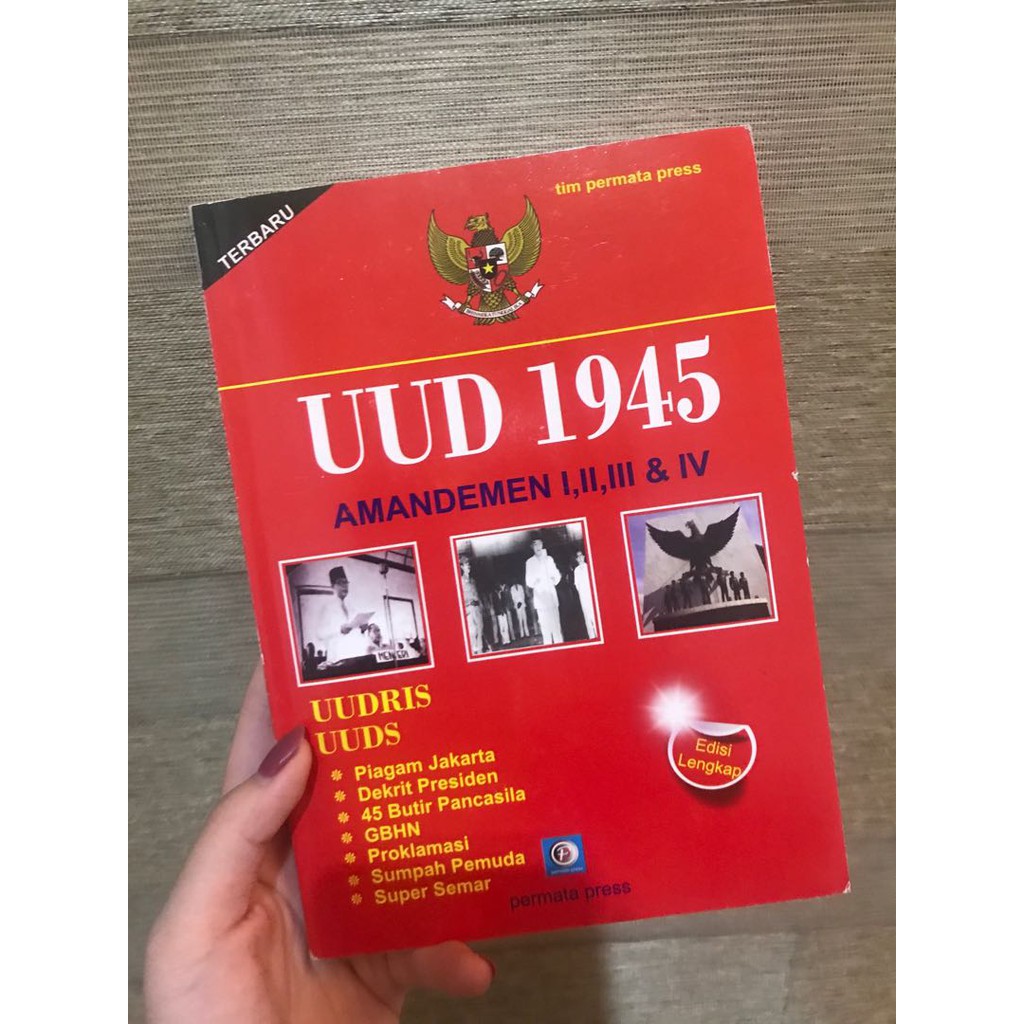 TERBARU
tim permata press
UUD 1945
AMANDEMEN I,II,III & IV
UUDRIS
UUDS
Piagam Jakarta
Dekrit Presiden
45 Butir Pancasila
GBHN
Proklamasi
Sumpah Pemuda
Super Semar
Edisi
Lengkap
permata press